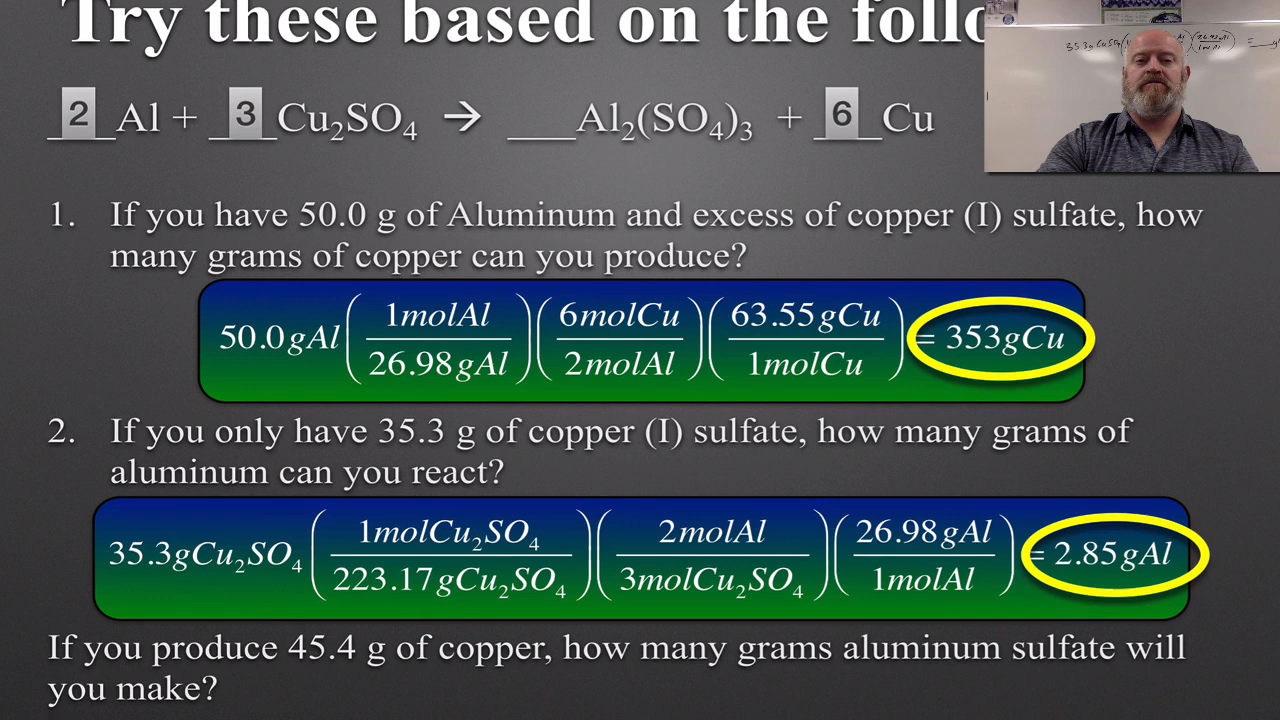 Try these based on the follo
2 Al + 3 Cu₂SO₄ → ___Al₂(SO₄)₃ + 6 Cu
1. If you have 50.0 g of Aluminum and excess of copper (I) sulfate, how
many grams of copper can you produce?
50.0gAl(1molAl/26.98gAl)(6molCu/2molAl)(63.55gCu/1molCu) = 353gCu
2. If you only have 35.3 g of copper (I) sulfate, how many grams of
aluminum can you react?
35.3gCu₂SO₄(1molCu₂SO₄/223.17gCu₂SO₄)(2molAl/3molCu₂SO₄)(26.98gAl/1molAl) = 2.85gAl
If you produce 45.4 g of copper, how many grams aluminum sulfate will
you make?